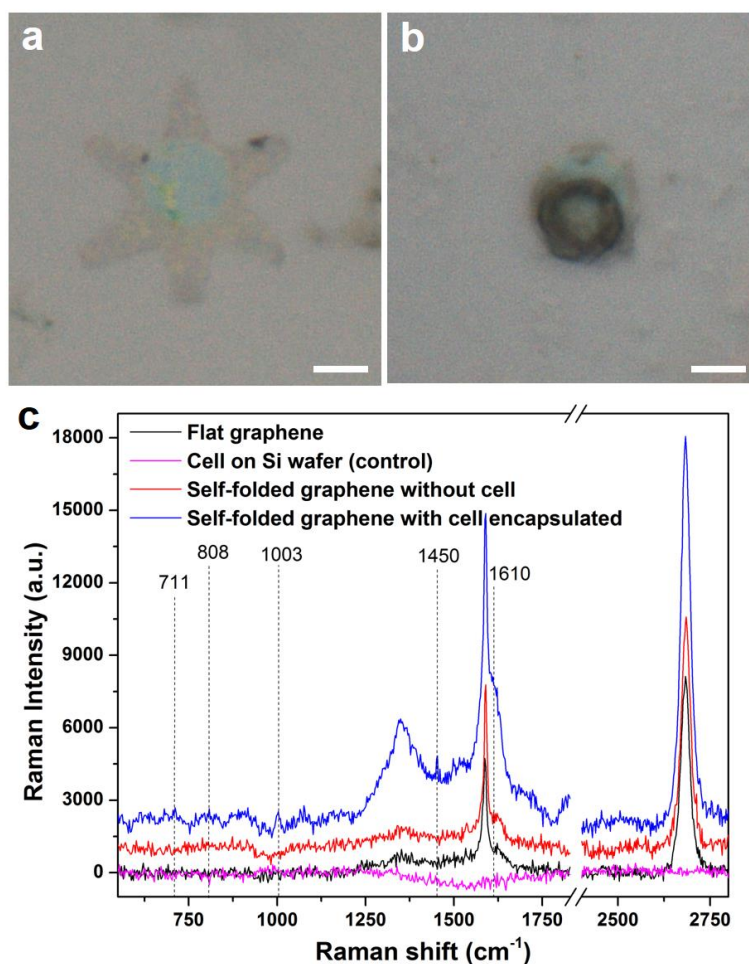 a
b
c
18000
15000
12000
9000
6000
3000
0
Raman Intensity (a.u.)
Flat graphene
Cell on Si wafer (control)
Self-folded graphene without cell
Self-folded graphene with cell encapsulated
711
808
1003
1450
1610
750
1000
1250
1500
1750
2500
2750
Raman shift (cm⁻¹)